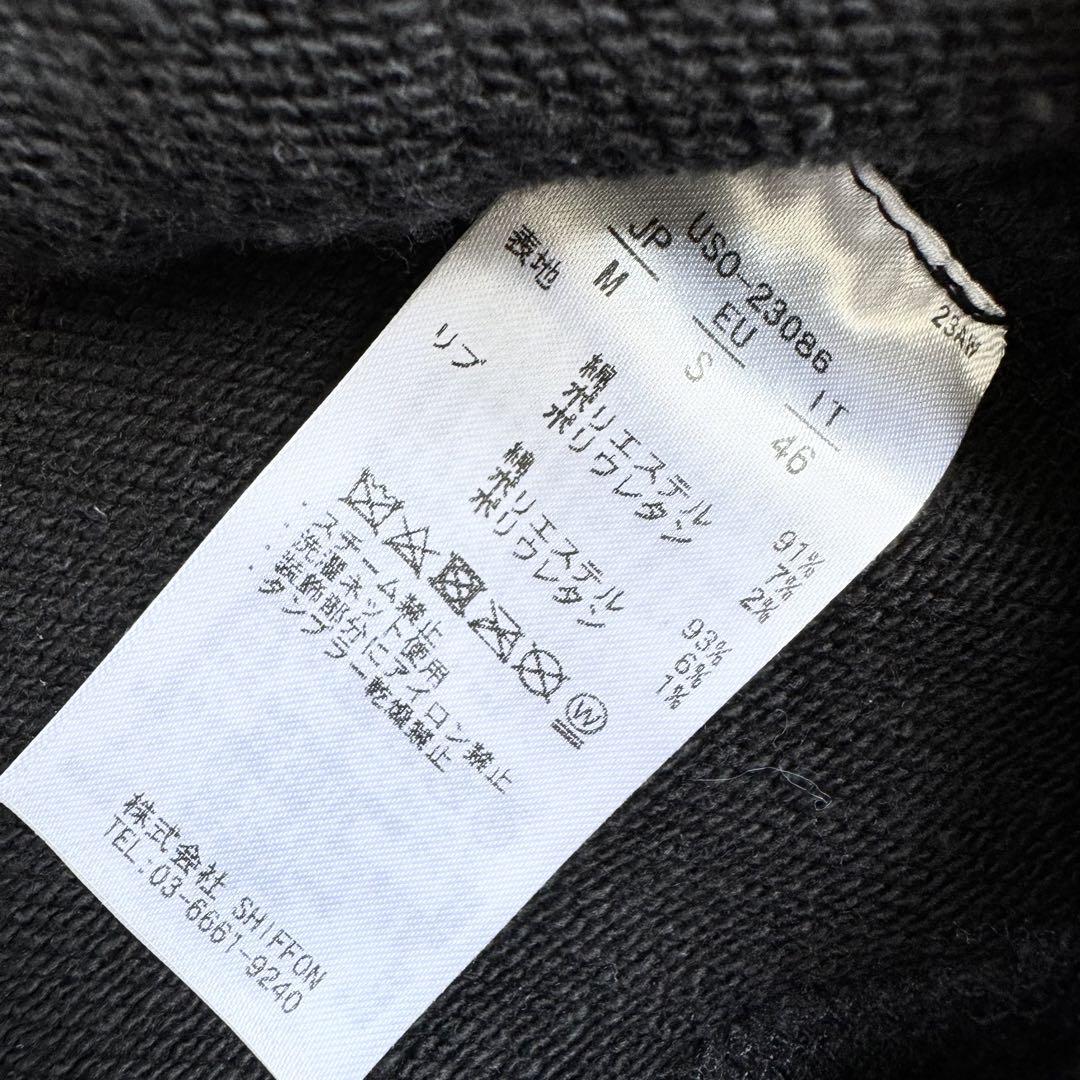 23AW
USO-23086
JP EU IT
M S 46
表地 綿 91%
ポリエステル 7%
ポリウレタン 2%
リブ 綿 93%
ポリエステル 6%
ポリウレタン 1%
W
・スチーム禁止
・洗濯ネット使用
・装飾部分にアイロン禁止
・タンブラー乾燥禁止
株式会社 SHIFFON
TEL:03-6661-9240